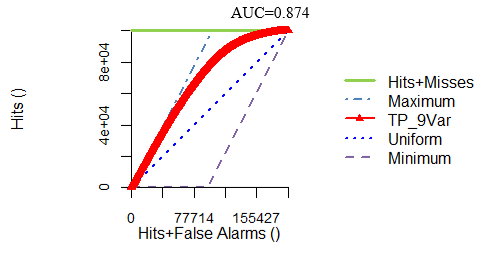 AUC=0.874
Hits ()
8e+04
4e+04
0
0 77714 155427
Hits+False Alarms ()
Hits+Misses
Maximum
TP_9Var
Uniform
Minimum